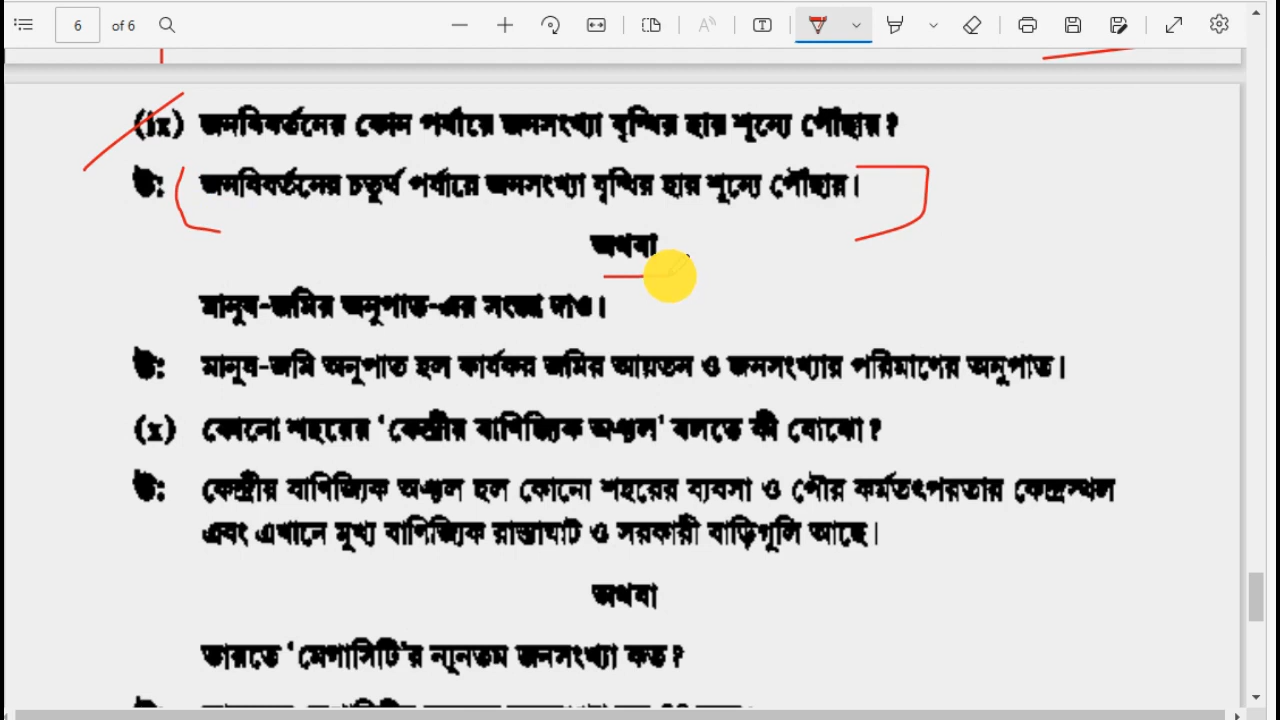 6 of 6
(ix) জনবিবর্তনের কোন পর্যায়ে জনসংখ্যা বৃদ্ধির হার শূন্যে পৌঁছায়?
উ: জনবিবর্তনের চতুর্থ পর্যায়ে জনসংখ্যা বৃদ্ধির হার শূন্যে পৌঁছায়।
অথবা
মানুষ-জমির অনুপাত-এর সংজ্ঞা দাও।
উ: মানুষ-জমি অনুপাত হল কার্যকর জমির আয়তন ও জনসংখ্যার পরিমাণের অনুপাত।
(x) কোনো শহরের 'কেন্দ্রীয় বাণিজ্যিক অঞ্চল' বলতে কী বোঝো?
উ: কেন্দ্রীয় বাণিজ্যিক অঞ্চল হল কোনো শহরের ব্যবসা ও পৌর কর্মতৎপরতার কেন্দ্রস্থল
এবং এখানে মুখ্য বাণিজ্যিক রাস্তাঘাট ও সরকারী বাড়িগুলি আছে।
অথবা
ভারতে 'মেগাসিটি'র ন্যূনতম জনসংখ্যা কত?